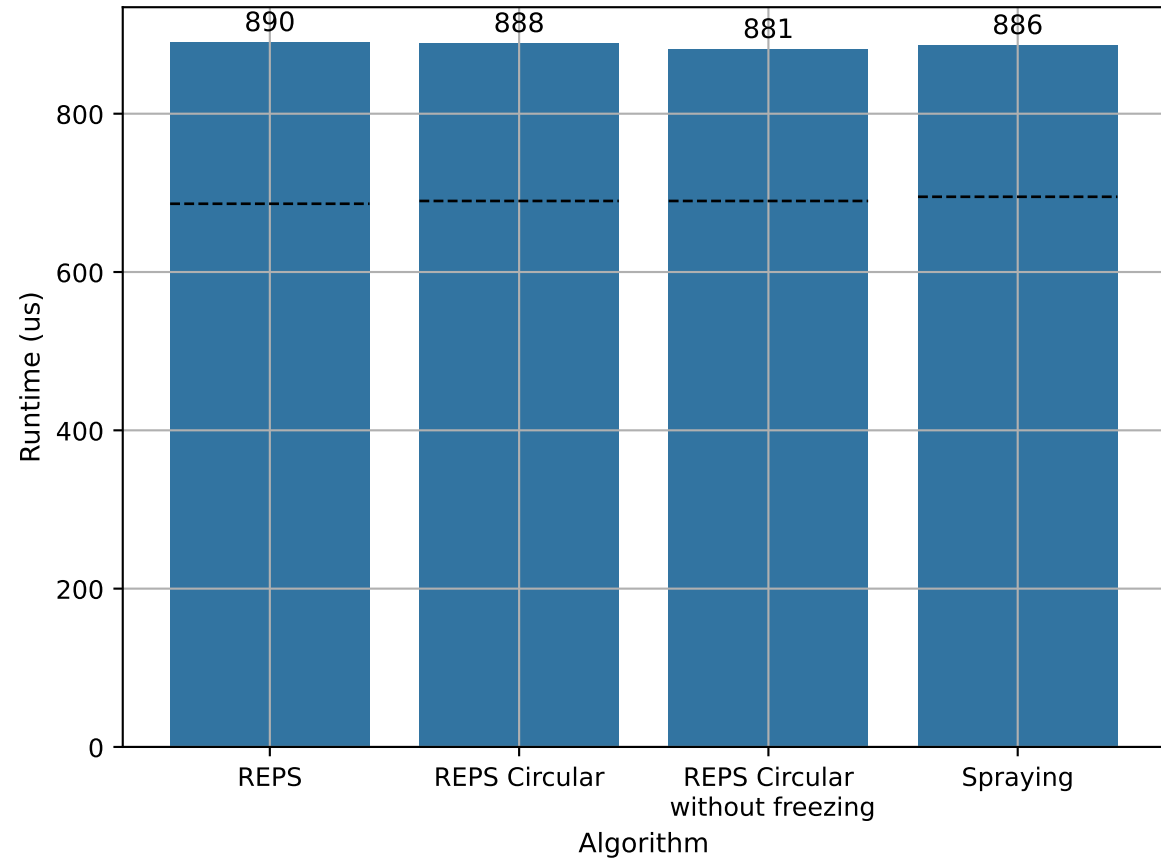 890
888
881
886
800
600
400
200
0
Runtime (us)
REPS
REPS Circular
REPS Circular
without freezing
Spraying
Algorithm